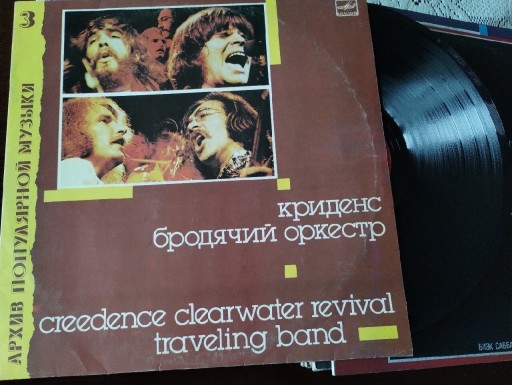 3
АРХИВ ПОПУЛЯРНОЙ МУЗЫКИ
криденс
бродячий оркестр
creedence clearwater revival
traveling band
БЛЭК САББА